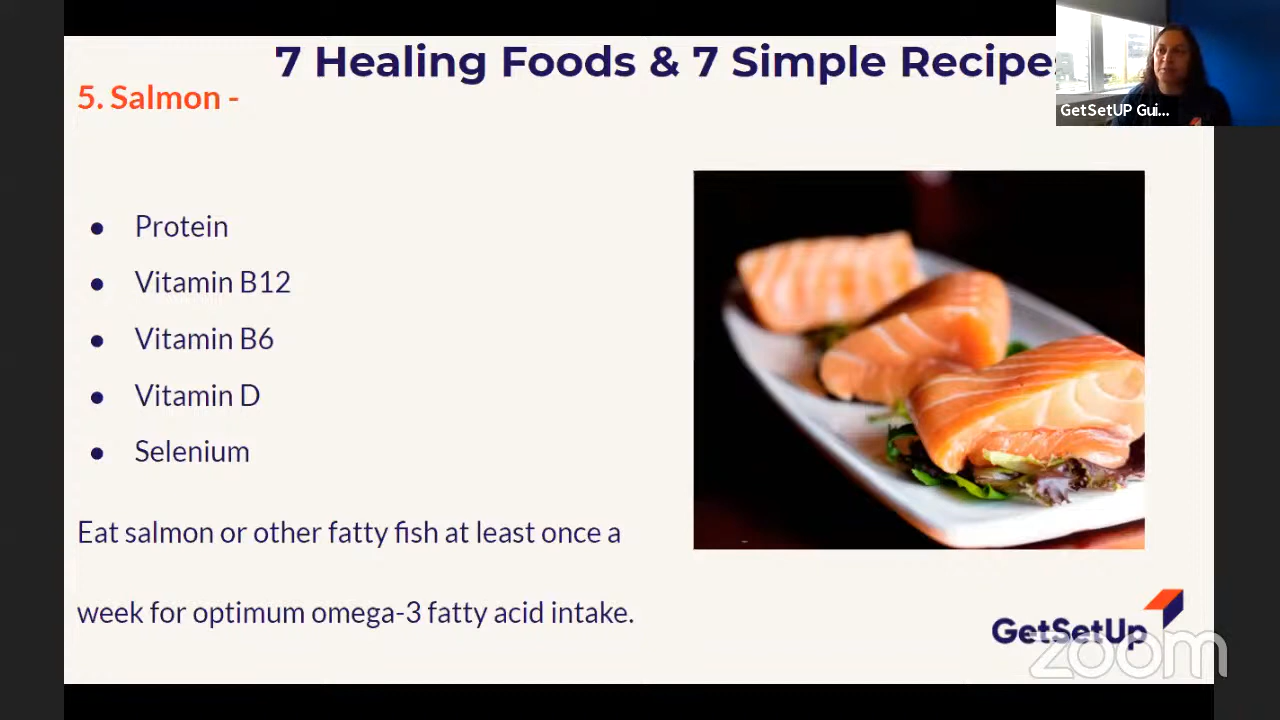 7 Healing Foods & 7 Simple Recipe
5. Salmon -
GetSetUP Gui...
● Protein
● Vitamin B12
● Vitamin B6
● Vitamin D
● Selenium
Eat salmon or other fatty fish at least once a
week for optimum omega-3 fatty acid intake.
GetSetUp
zoom